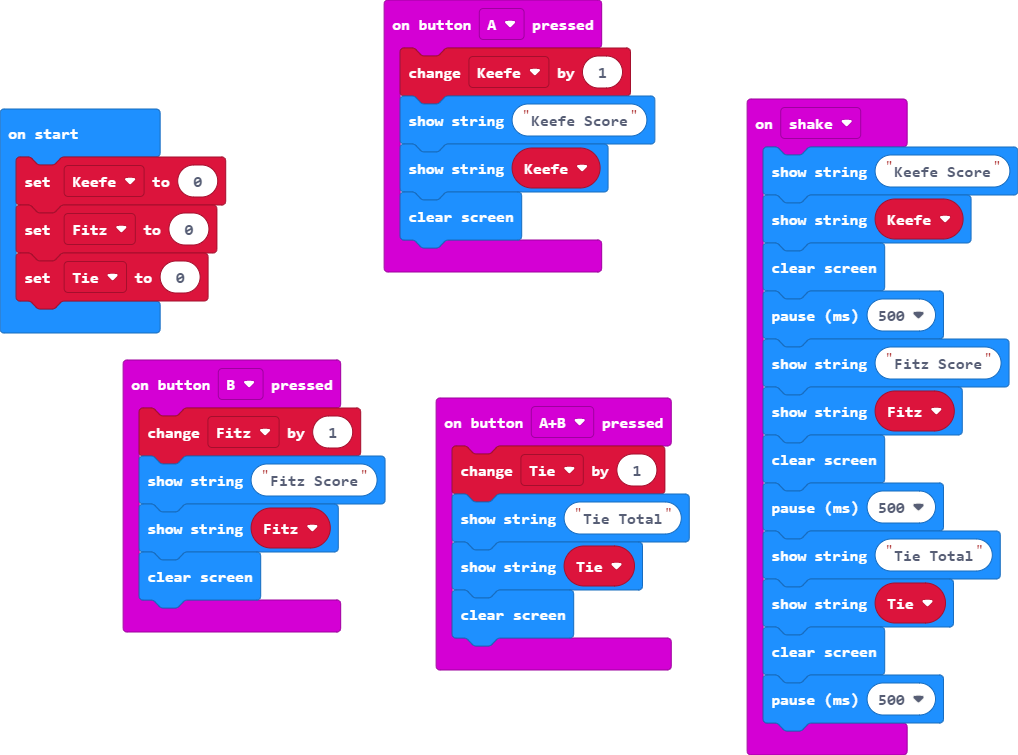 on start
set Keefe to 0
set Fitz to 0
set Tie to 0
on button A pressed
change Keefe by 1
show string "Keefe Score"
show string Keefe
clear screen
on button B pressed
change Fitz by 1
show string "Fitz Score"
show string Fitz
clear screen
on button A+B pressed
change Tie by 1
show string "Tie Total"
show string Tie
clear screen
on shake
show string "Keefe Score"
show string Keefe
clear screen
pause (ms) 500
show string "Fitz Score"
show string Fitz
clear screen
pause (ms) 500
show string "Tie Total"
show string Tie
clear screen
pause (ms) 500